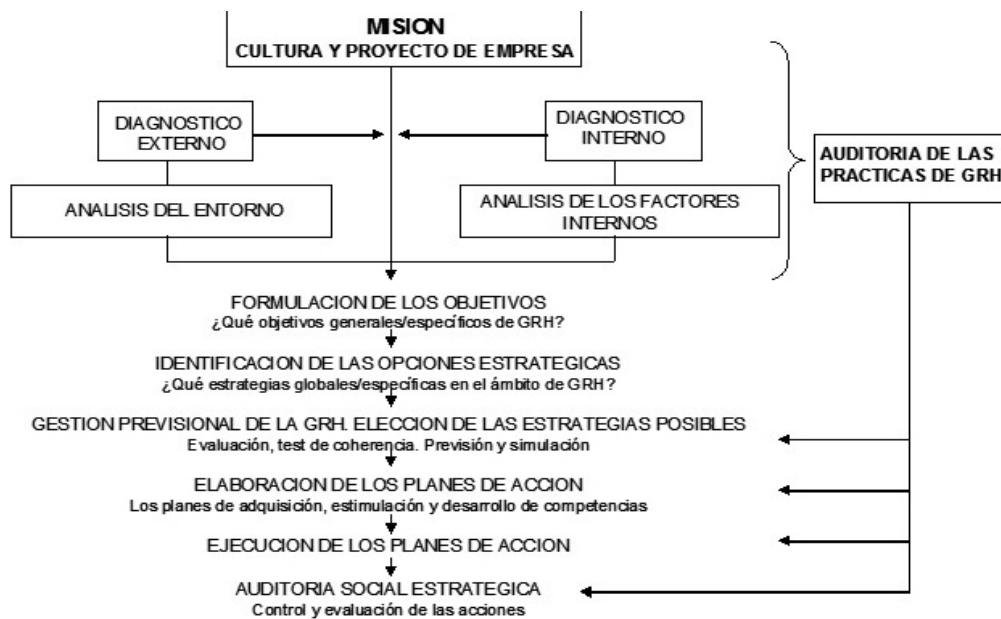 MISION
CULTURA Y PROYECTO DE EMPRESA
DIAGNOSTICO
EXTERNO
DIAGNOSTICO
INTERNO
AUDITORIA DE LAS
PRACTICAS DE GRH
ANALISIS DEL ENTORNO
ANALISIS DE LOS FACTORES
INTERNOS
FORMULACION DE LOS OBJETIVOS
¿Qué objetivos generales/específicos de GRH?
IDENTIFICACION DE LAS OPCIONES ESTRATEGICAS
¿Qué estrategias globales/específicas en el ámbito de GRH?
GESTION PREVISIONAL DE LA GRH. ELECCION DE LAS ESTRATEGIAS POSIBLES
Evaluación, test de coherencia. Previsión y simulación
ELABORACION DE LOS PLANES DE ACCION
Los planes de adquisición, estimulación y desarrollo de competencias
EJECUCION DE LOS PLANES DE ACCION
AUDITORIA SOCIAL ESTRATEGICA
Control y evaluación de las acciones